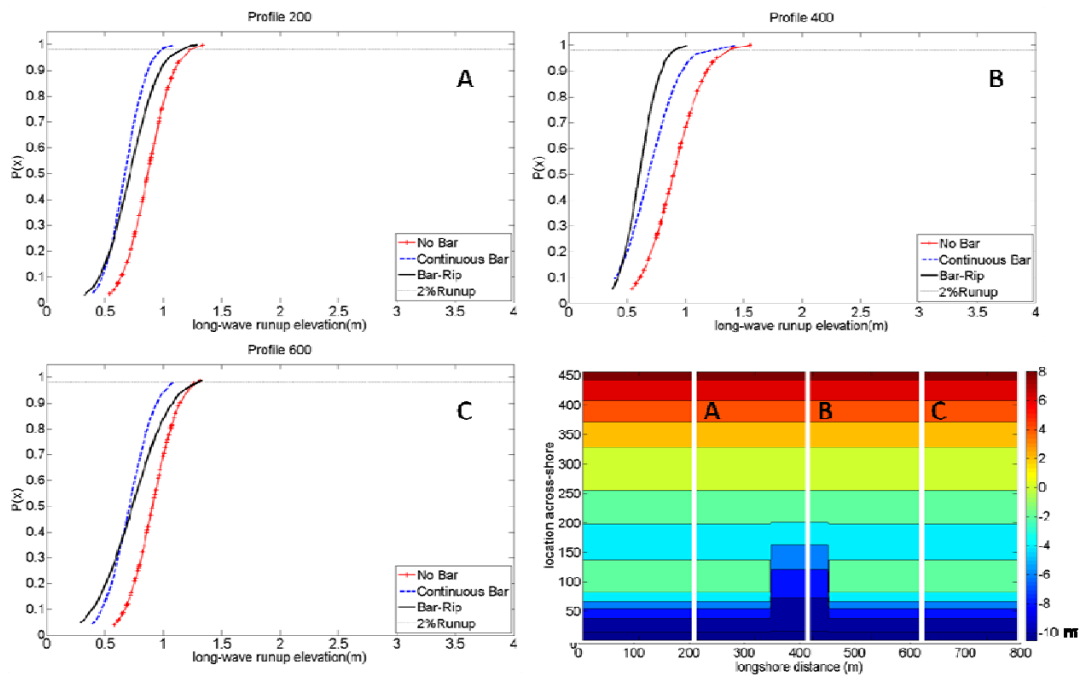 Profile 200
1
0.9
0.8
0.7
0.6
0.5
0.4
0.3
0.2
0.1
0
P(x)
A
No Bar
Continuous Bar
Bar-Rip
2%Runup
0 0.5 1 1.5 2 2.5 3 3.5 4
long-wave runup elevation(m)
Profile 400
1
0.9
0.8
0.7
0.6
0.5
0.4
0.3
0.2
0.1
0
P(x)
B
No Bar
Continuous Bar
Bar-Rip
2%Runup
0 0.5 1 1.5 2 2.5 3 3.5 4
long-wave runup elevation(m)
Profile 600
1
0.9
0.8
0.7
0.6
0.5
0.4
0.3
0.2
0.1
0
P(x)
C
No Bar
Continuous Bar
Bar-Rip
2%Runup
0 0.5 1 1.5 2 2.5 3 3.5 4
long-wave runup elevation(m)
450
400
350
300
250
200
150
100
50
0
location across-shore
A B C
8
6
4
2
0
-2
-4
-6
-8
-10 m
0 100 200 300 400 500 600 700 800
longshore distance (m)